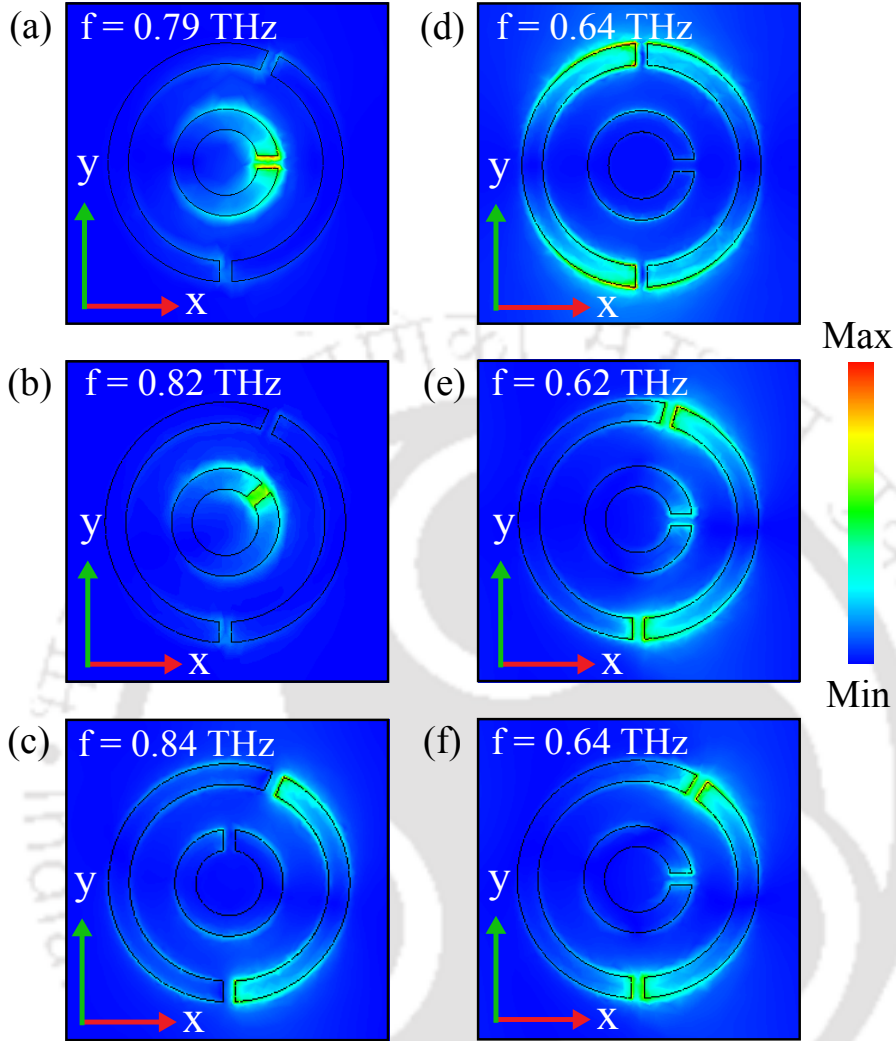 (a) f = 0.79 THz
y
x
(d) f = 0.64 THz
y
x
(b) f = 0.82 THz
y
x
(e) f = 0.62 THz
y
x
Max
Min
(c) f = 0.84 THz
y
x
(f) f = 0.64 THz
y
x